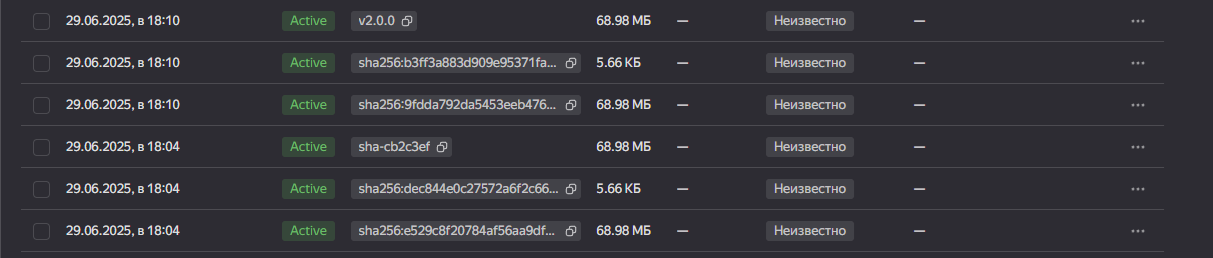 29.06.2025, в 18:10 Active v2.0.0 68.98 МБ — Неизвестно — ...
29.06.2025, в 18:10 Active sha256:b3ff3a883d909e95371fa... 5.66 КБ — Неизвестно — ...
29.06.2025, в 18:10 Active sha256:9fdda792da5453eeb476... 68.98 МБ — Неизвестно — ...
29.06.2025, в 18:04 Active sha-cb2c3ef 68.98 МБ — Неизвестно — ...
29.06.2025, в 18:04 Active sha256:dec844e0c27572a6f2c66... 5.66 КБ — Неизвестно — ...
29.06.2025, в 18:04 Active sha256:e529c8f20784af56aa9df... 68.98 МБ — Неизвестно — ...